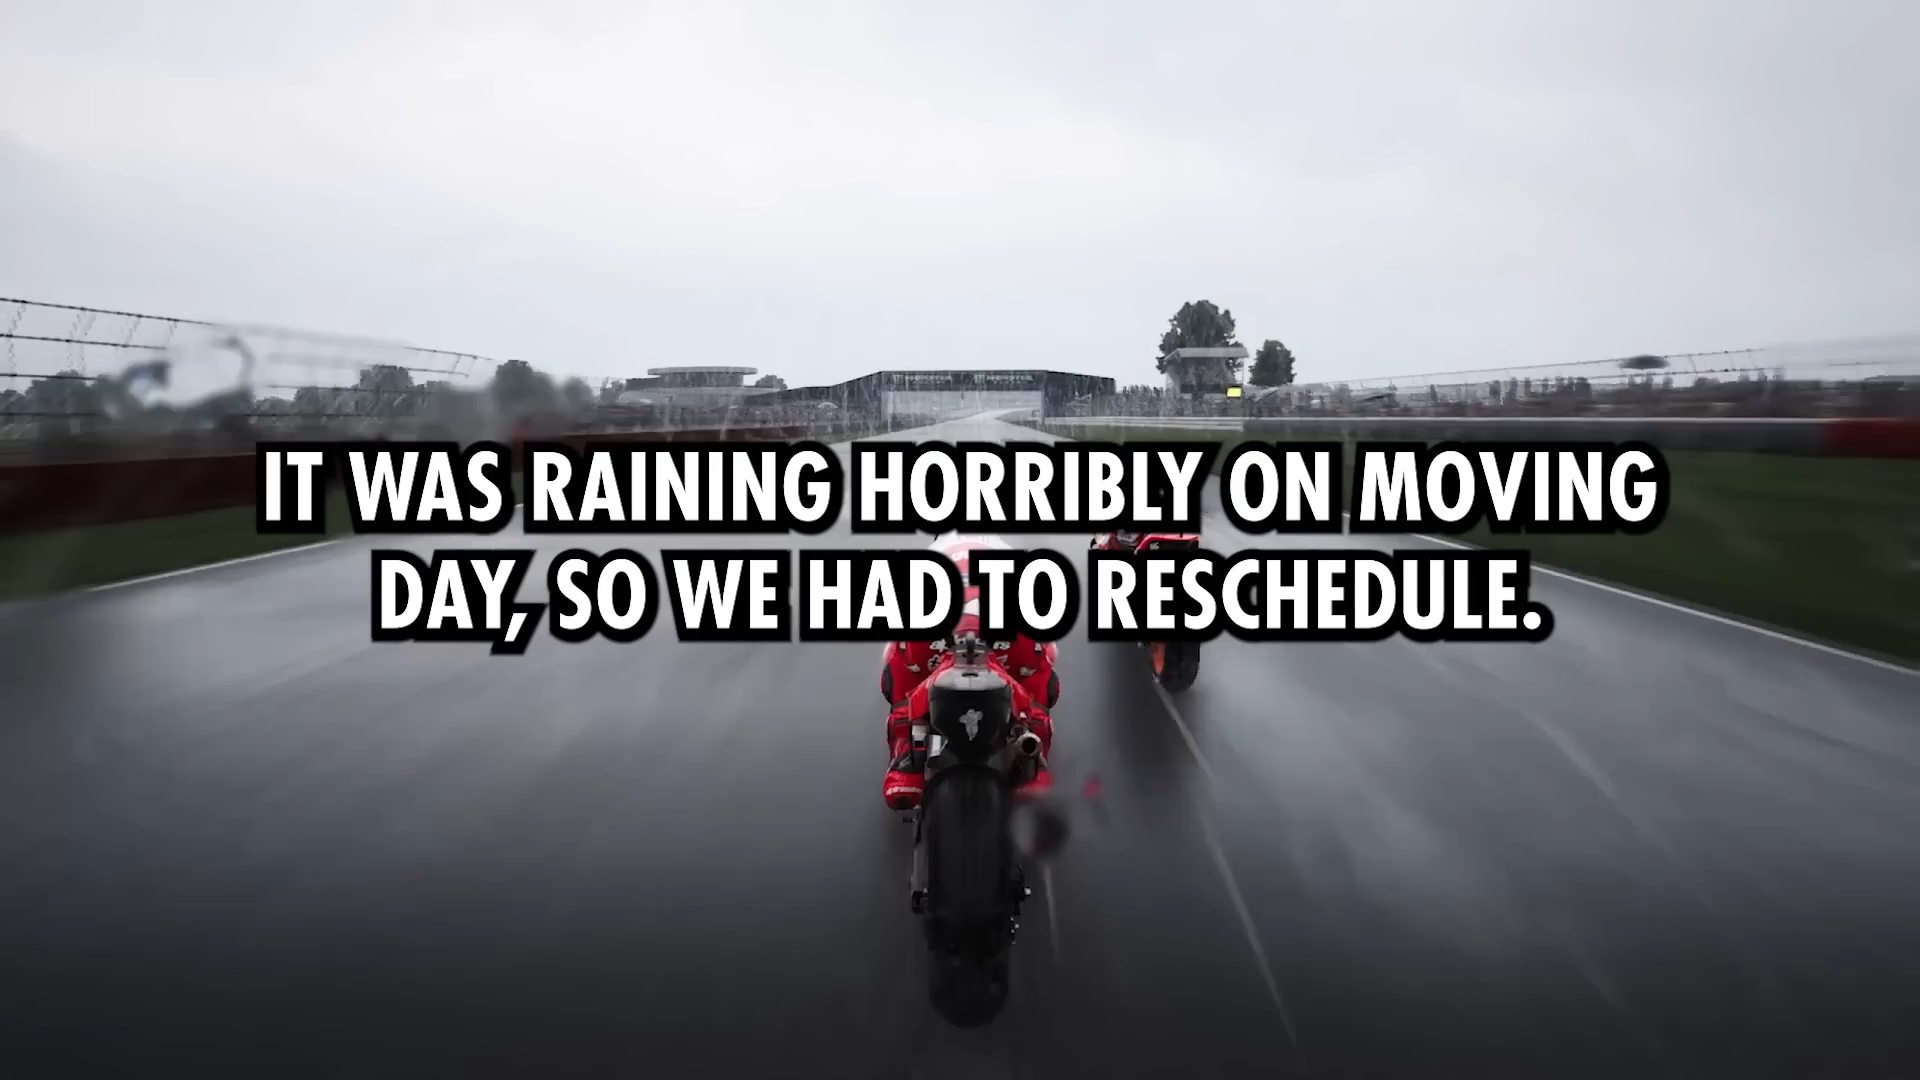 IT WAS RAINING HORRIBLY ON MOVING
DAY, SO WE HAD TO RESCHEDULE.